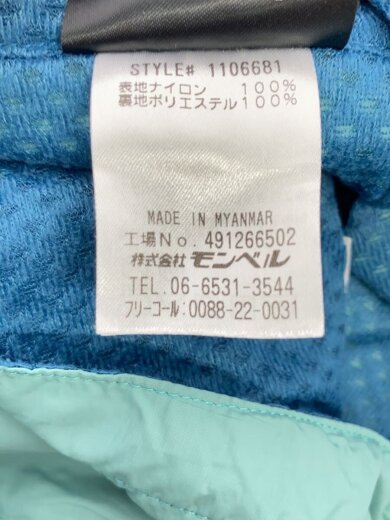 STYLE# 1106681
表地ナイロン 100%
裏地ポリエステル 100%
MADE IN MYANMAR
工場No. 491266502
株式会社 モンベル
TEL. 06-6531-3544
フリーコール: 0088-22-0031